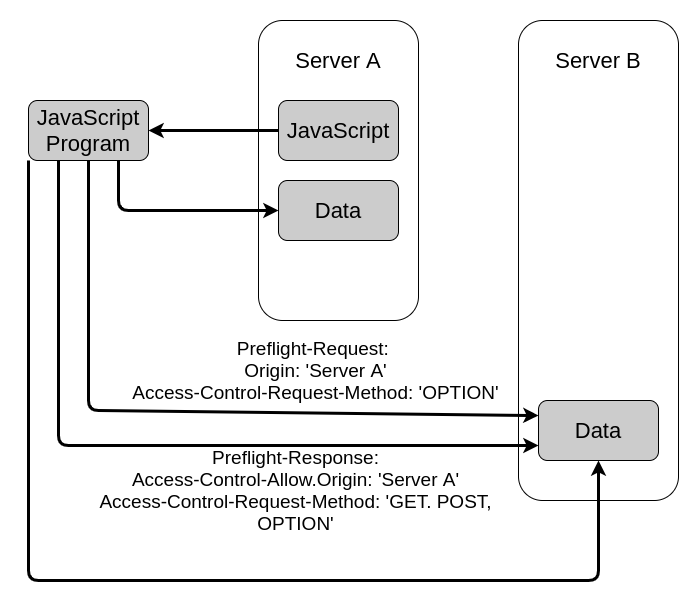 Server A
Server B
JavaScript
Program
JavaScript
Data
Preflight-Request:
Origin: 'Server A'
Access-Control-Request-Method: 'OPTION'
Data
Preflight-Response:
Access-Control-Allow.Origin: 'Server A'
Access-Control-Request-Method: 'GET. POST,
OPTION'